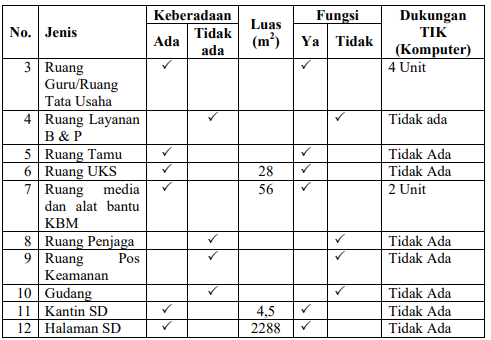 No. Jenis Keberadaan Luas (m²) Fungsi Dukungan TIK (Komputer)
Ada Tidak ada Ya Tidak
3 Ruang Guru/Ruang Tata Usaha ✓ ✓ 4 Unit
4 Ruang Layanan B & P ✓ ✓ Tidak ada
5 Ruang Tamu ✓ ✓ Tidak Ada
6 Ruang UKS ✓ 28 ✓ Tidak Ada
7 Ruang media dan alat bantu KBM ✓ 56 ✓ 2 Unit
8 Ruang Penjaga ✓ ✓ Tidak Ada
9 Ruang Pos Keamanan ✓ ✓ Tidak Ada
10 Gudang ✓ ✓ Tidak Ada
11 Kantin SD ✓ 4,5 ✓ Tidak Ada
12 Halaman SD ✓ 2288 ✓ Tidak Ada